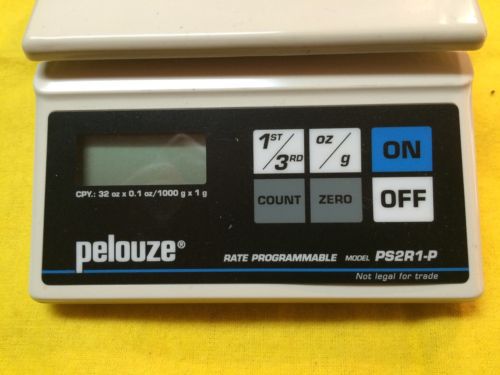 1ST/3RD
oz/g
ON
COUNT
ZERO
OFF
CPY.: 32 oz x 0.1 oz/1000 g x 1 g
pelouze®
RATE PROGRAMMABLE MODEL PS2R1-P
Not legal for trade